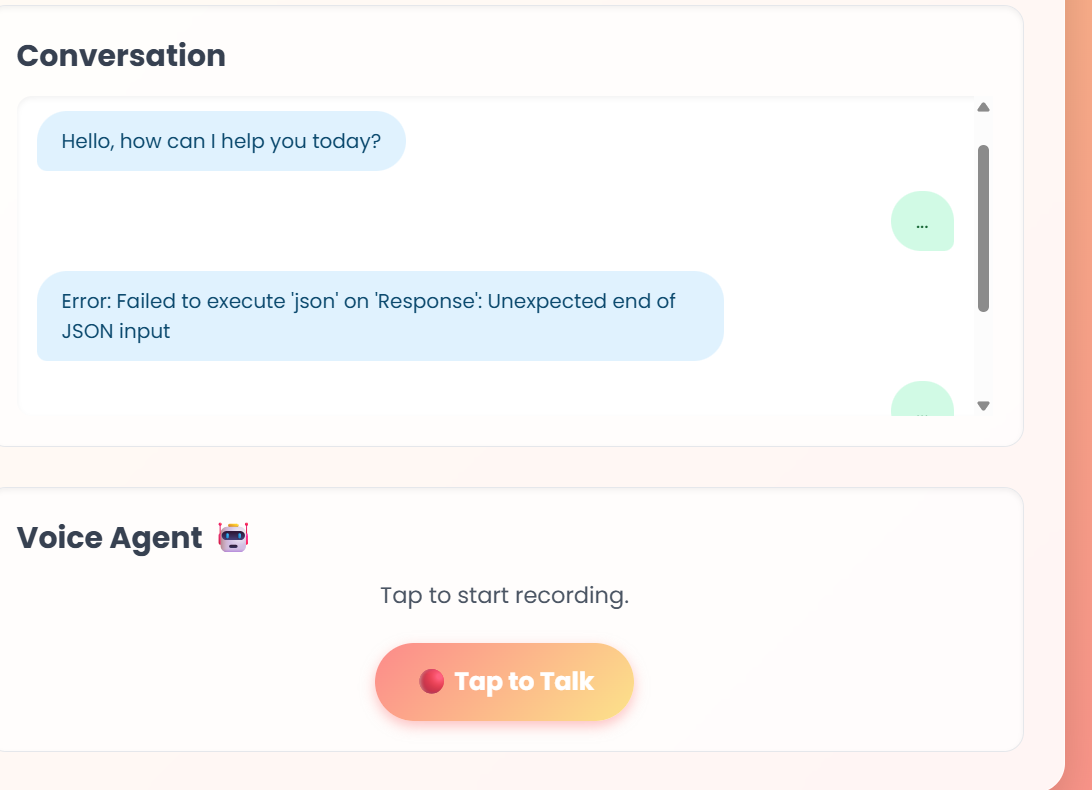 Conversation
Hello, how can I help you today?
...
Error: Failed to execute 'json' on 'Response': Unexpected end of
JSON input
...
Voice Agent
Tap to start recording.
Tap to Talk